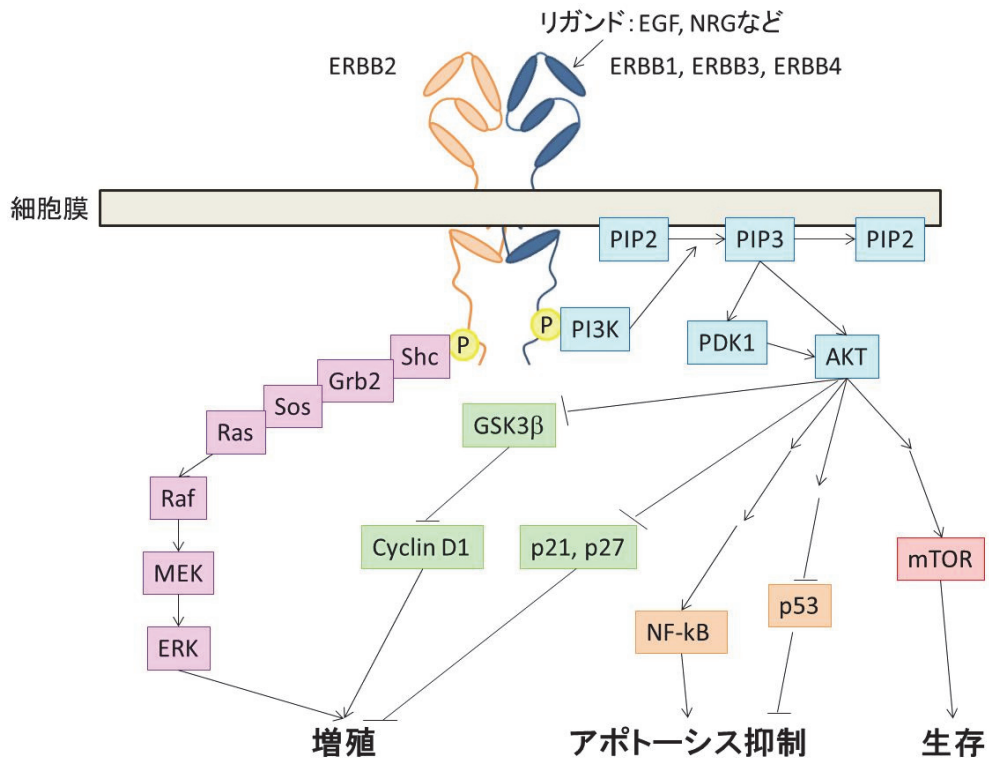 リガンド：EGF, NRGなど
ERBB2
ERBB1, ERBB3, ERBB4
細胞膜
PIP2
PIP3
PIP2
P
P
PI3K
PDK1
AKT
Shc
Grb2
Sos
Ras
GSK3β
Raf
Cyclin D1
p21, p27
mTOR
MEK
p53
NF-kB
ERK
増殖
アポトーシス抑制
生存